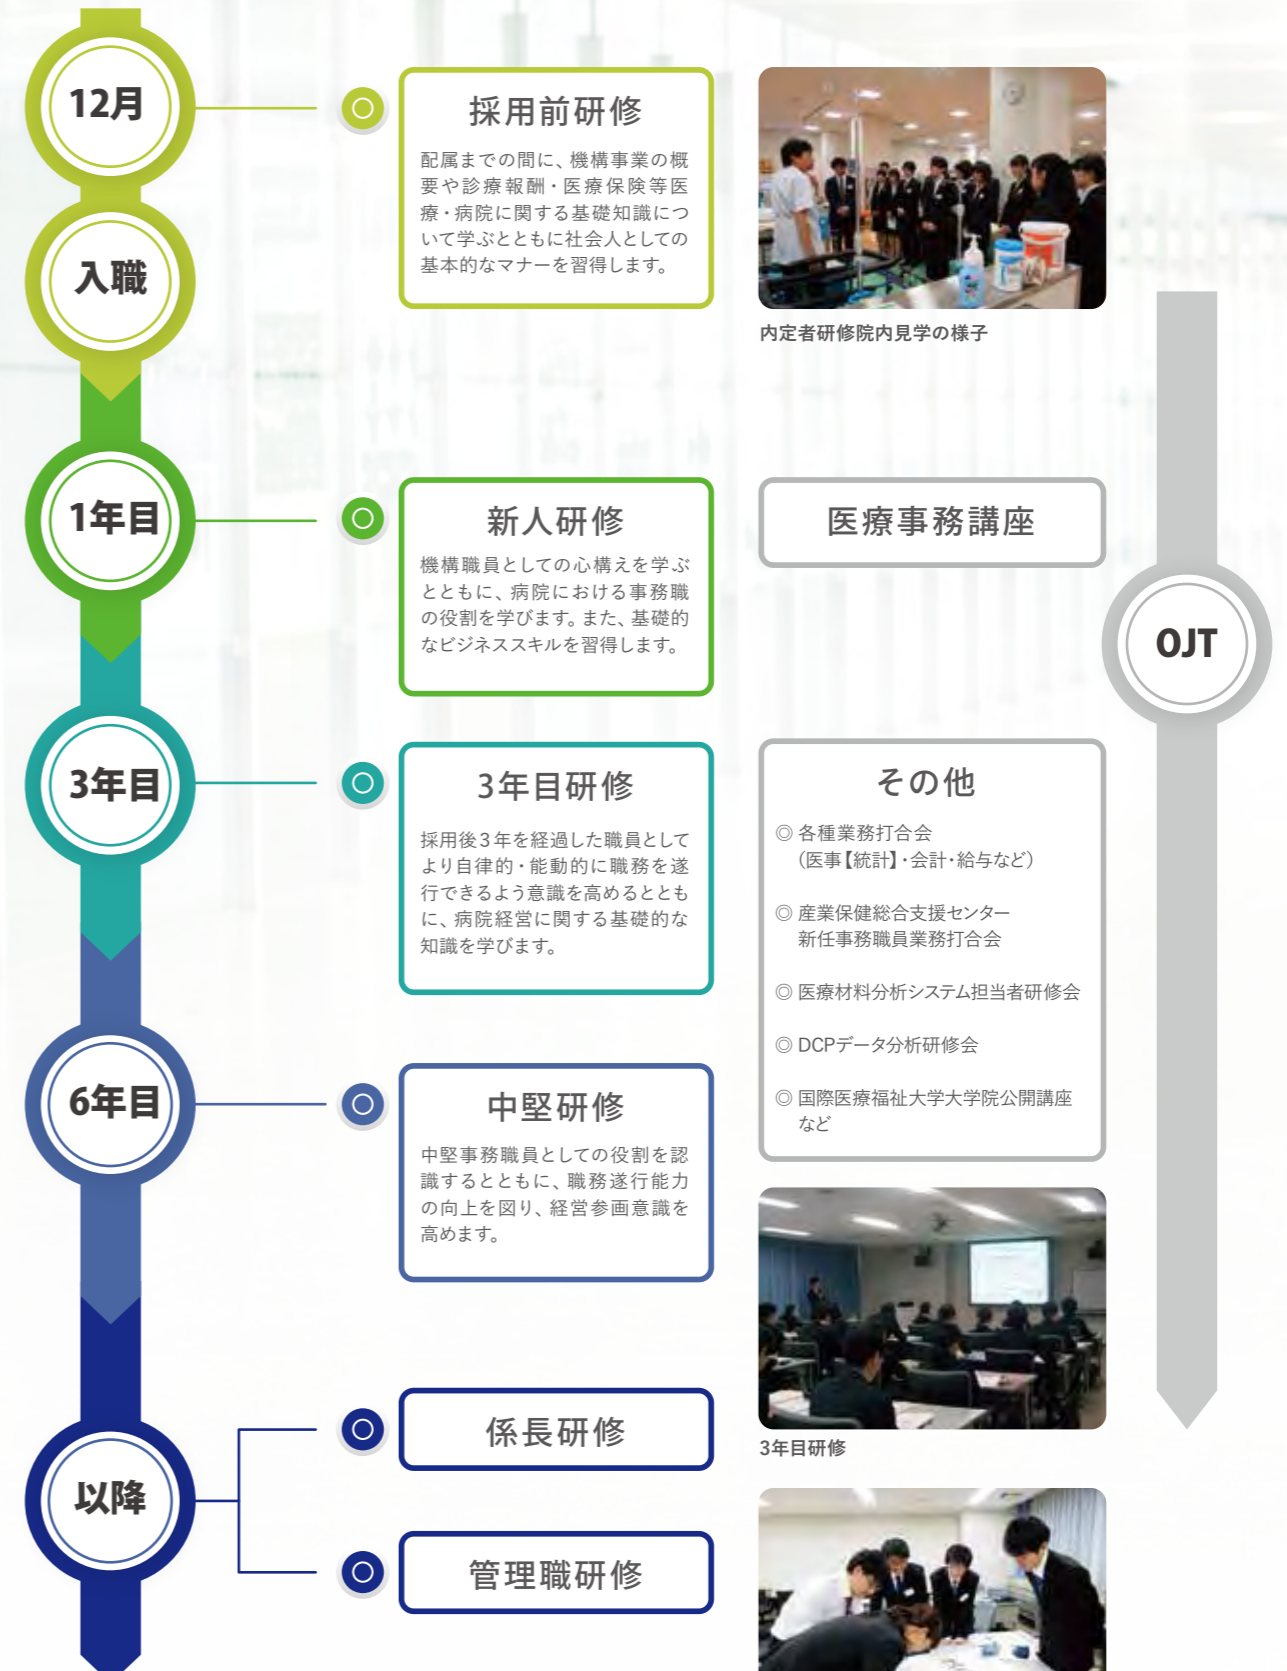 12月
採用前研修
配属までの間に、機構事業の概
要や診療報酬・医療保険等医
療・病院に関する基礎知識につ
いて学ぶとともに社会人としての
基本的なマナーを習得します。
内定者研修院内見学の様子
入職
1年目
新人研修
機構職員としての心構えを学ぶ
とともに、病院における事務職
の役割を学びます。また、基礎的
なビジネススキルを習得します。
医療事務講座
OJT
3年目
3年目研修
採用後3年を経過した職員として
より自律的・能動的に職務を遂
行できるよう意識を高めるととも
に、病院経営に関する基礎的な
知識を学びます。
その他
◎ 各種業務打合会
（医事【統計】・会計・給与など）
◎ 産業保健総合支援センター
新任事務職員業務打合会
◎ 医療材料分析システム担当者研修会
◎ DCPデータ分析研修会
◎ 国際医療福祉大学大学院公開講座
など
6年目
中堅研修
中堅事務職員としての役割を認
識するとともに、職務遂行能力
の向上を図り、経営参画意識を
高めます。
3年目研修
以降
係長研修
管理職研修